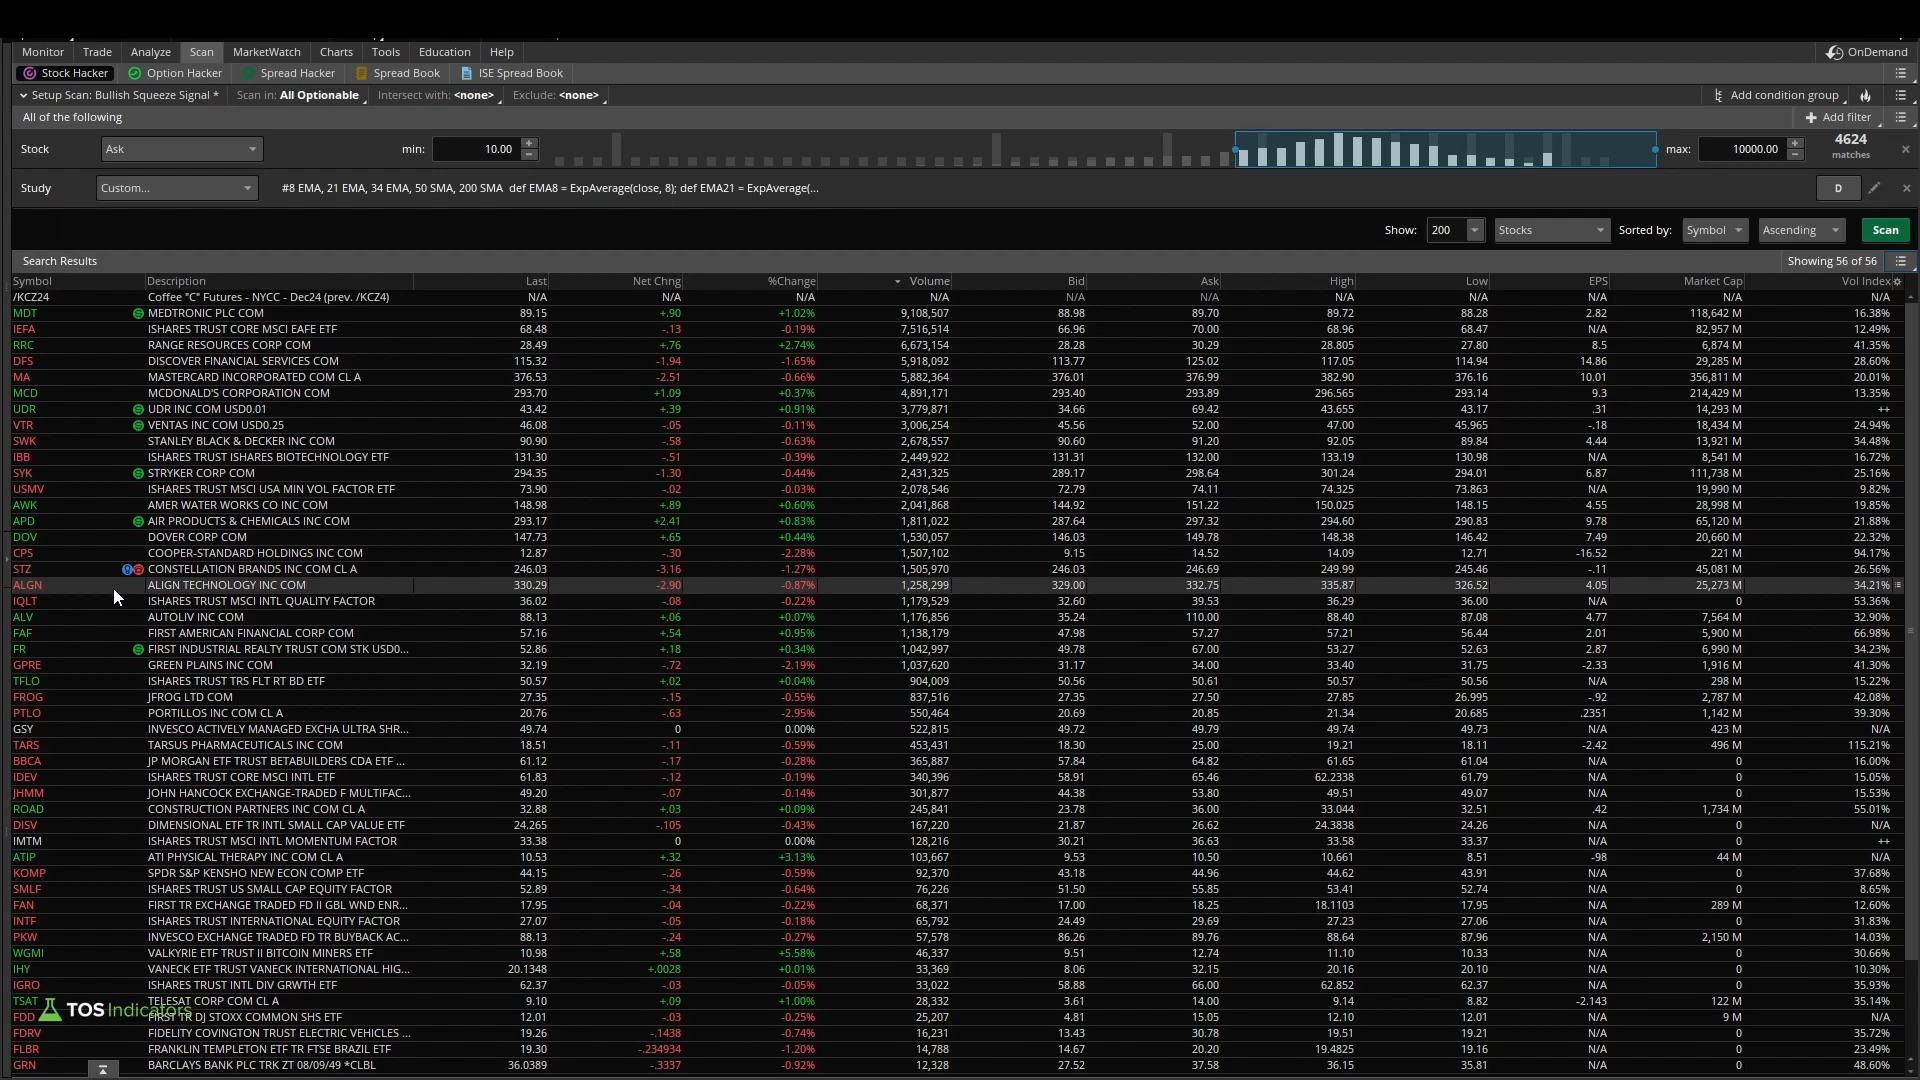 Monitor Trade Analyze Scan MarketWatch Charts Tools Education Help OnDemand
Stock Hacker Option Hacker Spread Hacker Spread Book ISE Spread Book
Setup Scan: Bullish Squeeze Signal * Scan in: All Optionable Intersect with: <none> Exclude: <none> Add condition group
All of the following Add filter
Stock Ask min: 10.00 max: 10000.00 4624 matches
Study Custom... #8 EMA, 21 EMA, 34 EMA, 50 SMA, 200 SMA def EMA8 = ExpAverage(close, 8); def EMA21 = ExpAverage(... D
Show: 200 Stocks Sorted by: Symbol Ascending Scan
Search Results Showing 56 of 56
Symbol Description Last Net Chng %Change Volume Bid Ask High Low EPS Market Cap Vol Index
/KCZ24 Coffee "C" Futures - NYCC - Dec24 (prev. /KCZ4) N/A N/A N/A N/A N/A N/A N/A N/A N/A N/A N/A
MDT MEDTRONIC PLC COM 89.15 +.90 +1.02% 9,108,507 88.98 89.70 89.72 88.28 2.82 118,642 M 16.38%
IEFA ISHARES TRUST CORE MSCI EAFE ETF 68.48 -.13 -0.19% 7,516,514 66.96 70.00 68.96 68.47 N/A 82,957 M 12.49%
RRC RANGE RESOURCES CORP COM 28.49 +.76 +2.74% 6,673,154 28.28 30.29 28.805 27.80 8.5 6,874 M 41.35%
DFS DISCOVER FINANCIAL SERVICES COM 115.32 -1.94 -1.65% 5,918,092 113.77 125.02 117.05 114.94 14.86 29,285 M 28.60%
MA MASTERCARD INCORPORATED COM CL A 376.53 -2.51 -0.66% 5,882,364 376.01 376.99 382.90 376.16 10.01 356,811 M 20.01%
MCD MCDONALD'S CORPORATION COM 293.70 +1.09 +0.37% 4,891,171 293.40 293.89 296.565 293.14 9.3 214,429 M 13.35%
UDR UDR INC COM USD0.01 43.42 +.39 +0.91% 3,779,871 34.66 69.42 43.655 43.17 .31 14,293 M ++
VTR VENTAS INC COM USD0.25 46.08 -.05 -0.11% 3,006,254 45.56 52.00 47.00 45.965 -.18 18,434 M 24.94%
SWK STANLEY BLACK & DECKER INC COM 90.90 -.58 -0.63% 2,678,557 90.60 91.20 92.05 89.84 4.44 13,921 M 34.48%
IBB ISHARES TRUST ISHARES BIOTECHNOLOGY ETF 131.30 -.51 -0.39% 2,449,922 131.31 132.00 133.19 130.98 N/A 8,541 M 16.72%
SYK STRYKER CORP COM 294.35 -1.30 -0.44% 2,431,325 289.17 298.64 301.24 294.01 6.87 111,738 M 25.16%
USMV ISHARES TRUST MSCI USA MIN VOL FACTOR ETF 73.90 -.02 -0.03% 2,078,546 72.79 74.11 74.325 73.863 N/A 19,990 M 9.82%
AWK AMER WATER WORKS CO INC COM 148.98 +.89 +0.60% 2,041,868 144.92 151.22 150.025 148.15 4.55 28,998 M 19.85%
APD AIR PRODUCTS & CHEMICALS INC COM 293.17 +2.41 +0.83% 1,811,022 287.64 297.32 294.60 290.83 9.78 65,120 M 21.88%
DOV DOVER CORP COM 147.73 +.65 +0.44% 1,530,057 146.03 149.78 148.38 146.42 7.49 20,660 M 22.32%
CPS COOPER-STANDARD HOLDINGS INC COM 12.87 -.30 -2.28% 1,507,102 9.15 14.52 14.09 12.71 -16.52 221 M 94.17%
STZ CONSTELLATION BRANDS INC COM CL A 246.03 -3.16 -1.27% 1,505,970 246.03 246.69 249.99 245.46 -.11 45,081 M 26.56%
ALGN ALIGN TECHNOLOGY INC COM 330.29 -2.90 -0.87% 1,258,299 329.00 332.75 335.87 326.52 4.05 25,273 M 34.21%
IQLT ISHARES TRUST MSCI INTL QUALITY FACTOR 36.02 -.08 -0.22% 1,179,529 32.60 39.53 36.29 36.00 N/A 0 53.36%
ALV AUTOLIV INC COM 88.13 +.06 +0.07% 1,176,856 35.24 110.00 88.40 87.08 4.77 7,564 M 32.90%
FAF FIRST AMERICAN FINANCIAL CORP COM 57.16 +.54 +0.95% 1,138,179 47.98 57.27 57.21 56.44 2.01 5,900 M 66.98%
FR FIRST INDUSTRIAL REALTY TRUST COM STK USD0... 52.86 +.18 +0.34% 1,042,997 49.78 67.00 53.27 52.63 2.87 6,990 M 34.23%
GPRE GREEN PLAINS INC COM 32.19 -.72 -2.19% 1,037,620 31.17 34.00 33.40 31.75 -2.33 1,916 M 41.30%
TFLO ISHARES TRUST TRS FLT RT BD ETF 50.57 +.02 +0.04% 904,009 50.56 50.61 50.57 50.56 N/A 298 M 15.22%
FROG JFROG LTD COM 27.35 -.15 -0.55% 837,516 27.35 27.50 27.85 26.995 -.92 2,787 M 42.08%
PTLO PORTILLOS INC COM CL A 20.76 -.63 -2.95% 550,464 20.69 20.85 21.34 20.685 .2351 1,142 M 39.30%
GSY INVESCO ACTIVELY MANAGED EXCHA ULTRA SHR... 49.74 0 0.00% 522,815 49.72 49.79 49.74 49.73 N/A 423 M N/A
TARS TARSUS PHARMACEUTICALS INC COM 18.51 -.11 -0.59% 453,431 18.30 25.00 19.21 18.11 -2.42 496 M 115.21%
BBCA JP MORGAN ETF TRUST BETABUILDERS CDA ETF ... 61.12 -.17 -0.28% 365,887 57.84 64.82 61.65 61.04 N/A 0 16.00%
IDEV ISHARES TRUST CORE MSCI INTL ETF 61.83 -.12 -0.19% 340,396 58.91 65.46 62.2338 61.79 N/A 0 15.05%
JHMM JOHN HANCOCK EXCHANGE-TRADED F MULTIFAC... 49.20 -.07 -0.14% 301,877 44.38 53.80 49.51 49.07 N/A 0 15.53%
ROAD CONSTRUCTION PARTNERS INC COM CL A 32.88 +.03 +0.09% 245,841 23.78 36.00 33.044 32.51 .42 1,734 M 55.01%
DISV DIMENSIONAL ETF TR INTL SMALL CAP VALUE ETF 24.265 -.105 -0.43% 167,220 21.87 26.62 24.3838 24.26 N/A 0 N/A
IMTM ISHARES TRUST MSCI INTL MOMENTUM FACTOR 33.38 0 0.00% 128,216 30.21 36.63 33.58 33.37 N/A 0 ++
ATIP ATI PHYSICAL THERAPY INC COM CL A 10.53 +.32 +3.13% 103,667 9.53 10.50 10.661 8.51 -98 44 M N/A
KOMP SPDR S&P KENSHO NEW ECON COMP ETF 44.15 -.26 -0.59% 92,370 43.18 44.96 44.62 43.91 N/A 0 37.68%
SMLF ISHARES TRUST US SMALL CAP EQUITY FACTOR 52.89 -.34 -0.64% 76,226 51.50 55.85 53.41 52.74 N/A 0 8.65%
FAN FIRST TR EXCHANGE TRADED FD II GBL WND ENR... 17.95 -.04 -0.22% 68,371 17.00 18.25 18.1103 17.95 N/A 289 M 12.60%
INTF ISHARES TRUST INTERNATIONAL EQUITY FACTOR 27.07 -.05 -0.18% 65,792 24.49 29.69 27.23 27.06 N/A 0 31.83%
PKW INVESCO EXCHANGE TRADED FD TR BUYBACK AC... 88.13 -.24 -0.27% 57,578 86.26 89.76 88.64 87.96 N/A 2,150 M 14.03%
WGMI VALKYRIE ETF TRUST II BITCOIN MINERS ETF 10.98 +.58 +5.58% 46,337 9.51 12.74 11.10 10.33 N/A 0 30.66%
IHY VANECK ETF TRUST VANECK INTERNATIONAL HIG... 20.1348 +.0028 +0.01% 33,369 8.06 32.15 20.16 20.10 N/A 0 10.30%
IGRO ISHARES TRUST INTL DIV GRWTH ETF 62.37 -.03 -0.05% 33,022 58.88 66.00 62.852 62.37 N/A 0 35.93%
TSAT TELESAT CORP COM CL A 9.10 +.09 +1.00% 28,332 3.61 14.00 9.14 8.82 -2.143 122 M 35.14%
TOS Indicators
FDD FIRST TR DJ STOXX COMMON SHS ETF 12.01 -.03 -0.25% 25,207 4.81 15.05 12.10 12.01 N/A 9 M N/A
FDRV FIDELITY COVINGTON TRUST ELECTRIC VEHICLES ... 19.26 -.1438 -0.74% 16,231 13.43 30.78 19.51 19.21 N/A 0 35.72%
FLBR FRANKLIN TEMPLETON ETF TR FTSE BRAZIL ETF 19.30 -.234934 -1.20% 14,788 14.67 20.20 19.4825 19.16 N/A 0 23.49%
GRN BARCLAYS BANK PLC TRK ZT 08/09/49 *CLBL 36.0389 -.3337 -0.92% 12,328 27.52 37.58 36.15 35.81 N/A 0 48.60%